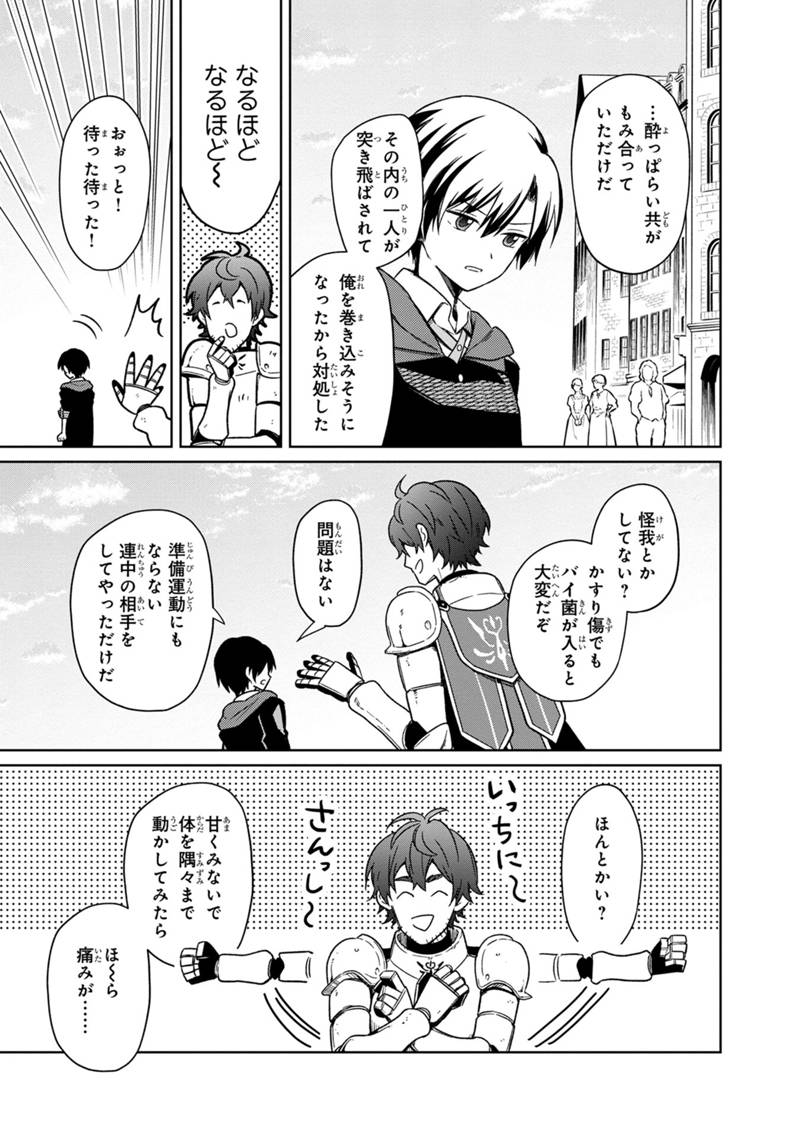 …酔っぱらい共が
もみ合って
いただけだ
その内の一人が
突き飛ばされて
俺を巻き込みそうに
なったから対処した
なるほど
なるほど〜
おぉっと！
待った待った！
怪我とか
してない？
かすり傷でも
バイ菌が入ると
大変だぞ
問題はない
準備運動にも
ならない
連中の相手を
してやっただけだ
ほんとかい？
いっちに〜
さんっし〜
甘くみないで
体を隅々まで
動かしてみたら
ほ〜ら
痛みが……